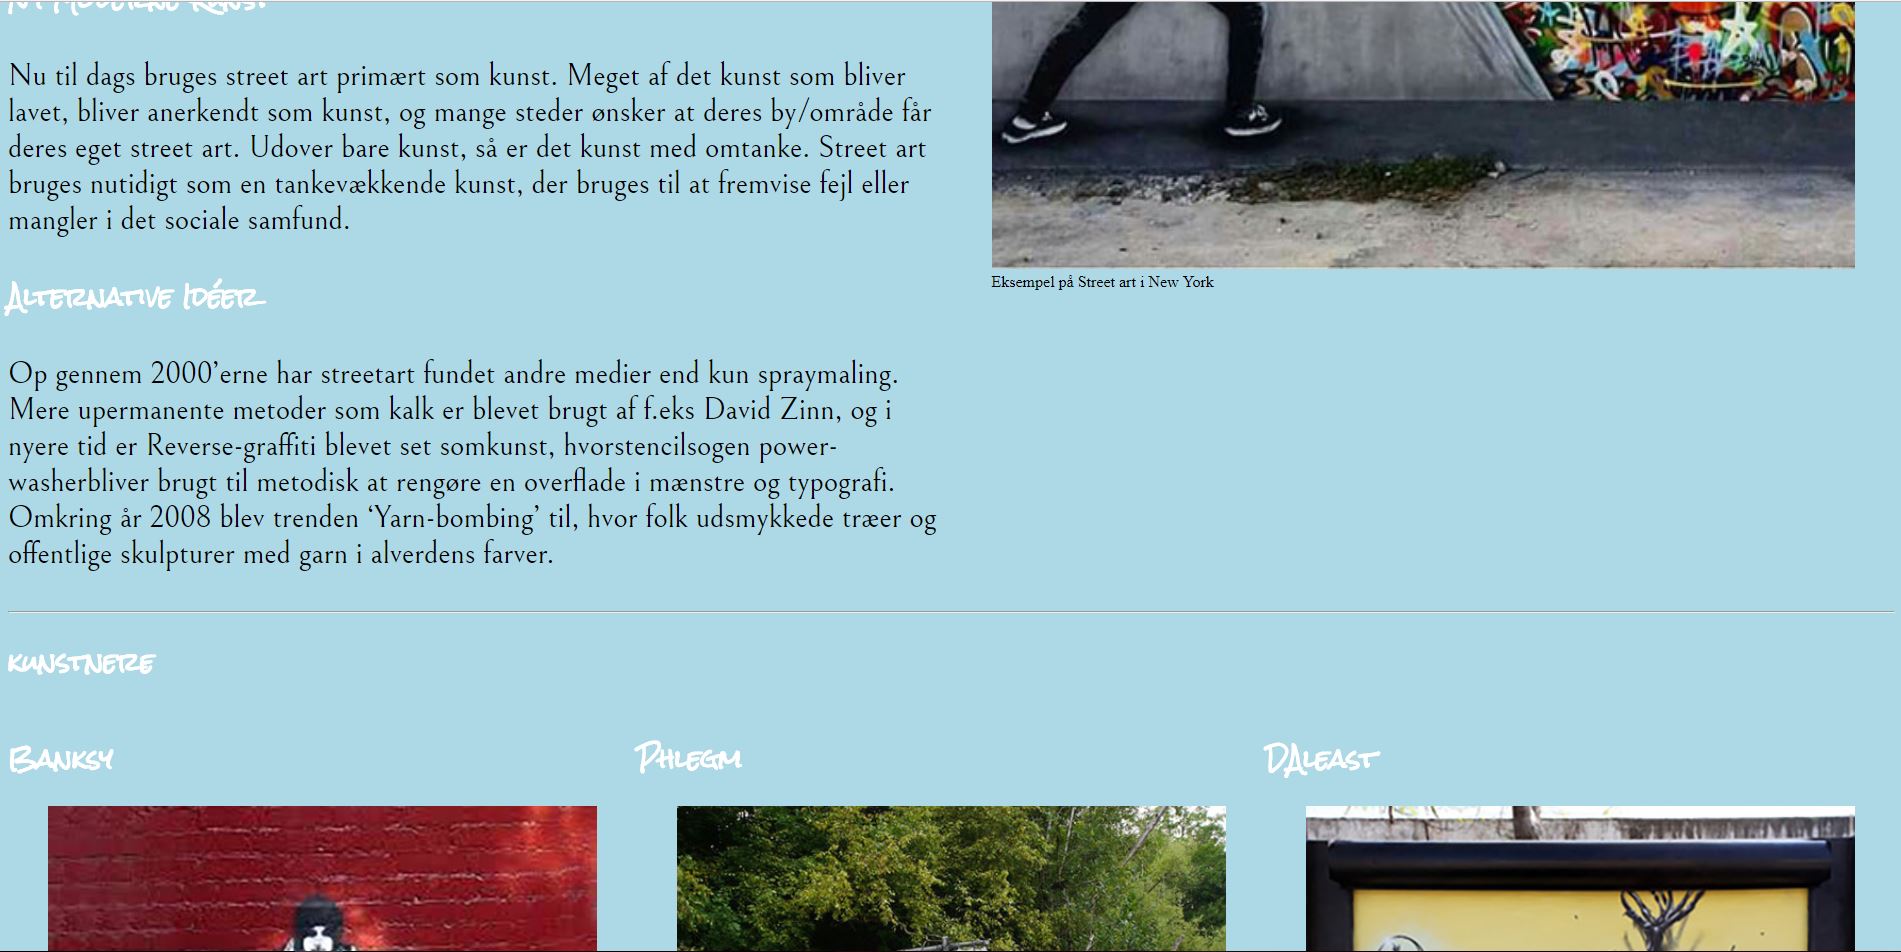 Ny Moderne Kunst
Nu til dags bruges street art primært som kunst. Meget af det kunst som bliver
lavet, bliver anerkendt som kunst, og mange steder ønsker at deres by/område får
deres eget street art. Udover bare kunst, så er det kunst med omtanke. Street art
bruges nutidigt som en tankevækkende kunst, der bruges til at fremvise fejl eller
mangler i det sociale samfund.
Eksempel på Street art i New York
Alternative Idéer
Op gennem 2000’erne har streetart fundet andre medier end kun spraymaling.
Mere upermanente metoder som kalk er blevet brugt af f.eks David Zinn, og i
nyere tid er Reverse-graffiti blevet set somkunst, hvorstencilsogen power-
washerbliver brugt til metodisk at rengøre en overflade i mænstre og typografi.
Omkring år 2008 blev trenden ‘Yarn-bombing’ til, hvor folk udsmykkede træer og
offentlige skulpturer med garn i alverdens farver.
kunstnere
Banksy
Phlegm
DAleast